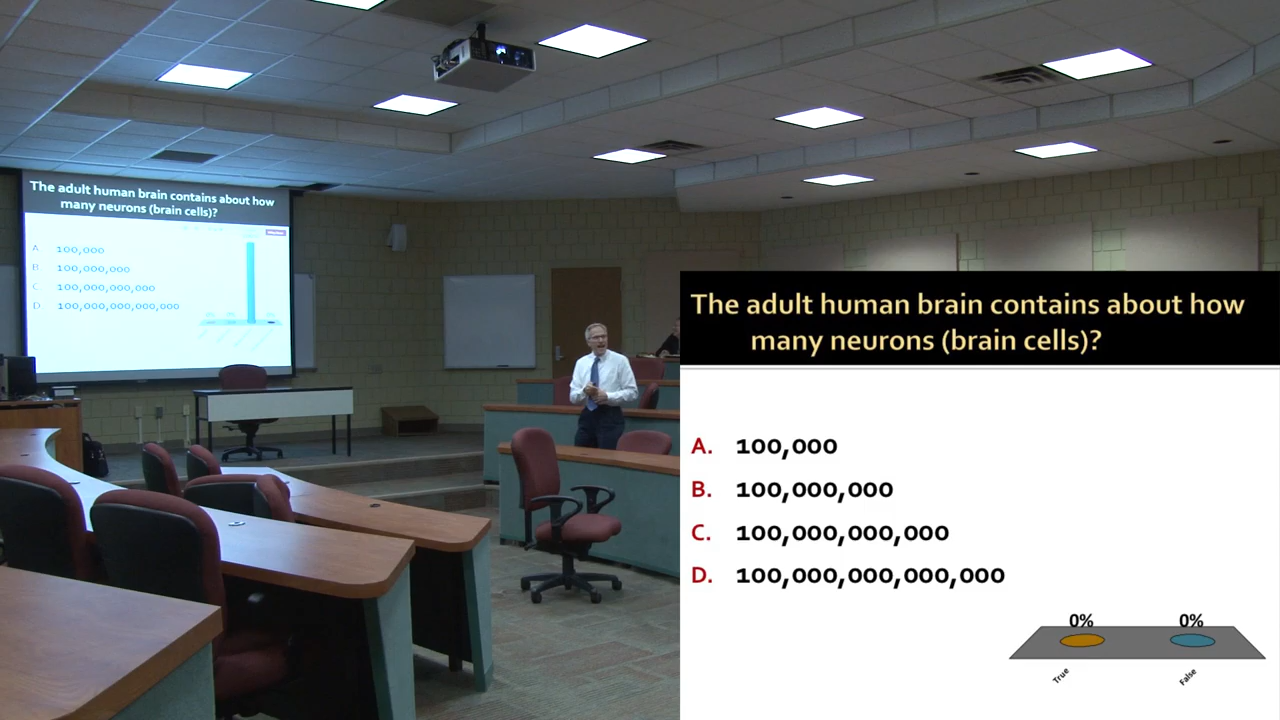 The adult human brain contains about how
many neurons (brain cells)?
A 100,000
B 100,000,000
C 100,000,000,000
D 100,000,000,000,000
The adult human brain contains about how
many neurons (brain cells)?
A. 100,000
B. 100,000,000
C. 100,000,000,000
D. 100,000,000,000,000
0% 0%
True False